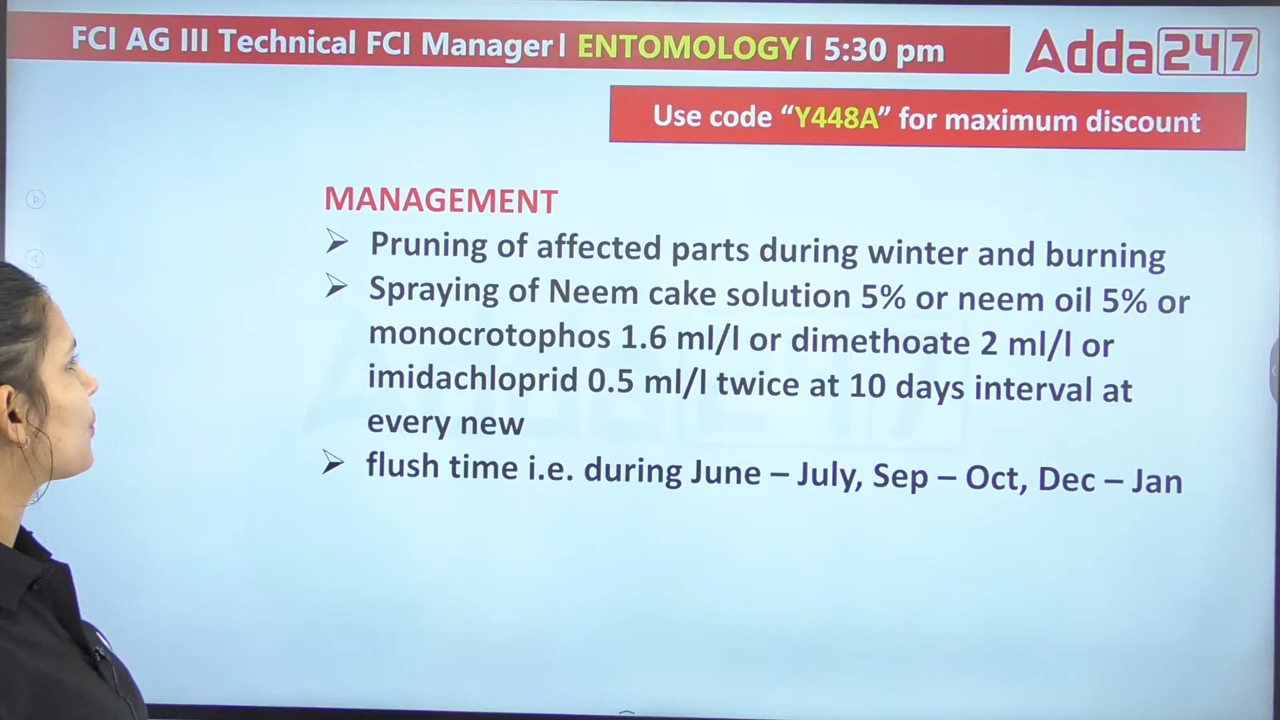 FCI AG III Technical FCI Manager| ENTOMOLOGY| 5:30 pm
Adda247
Use code “Y448A” for maximum discount
MANAGEMENT
Pruning of affected parts during winter and burning
Spraying of Neem cake solution 5% or neem oil 5% or
monocrotophos 1.6 ml/l or dimethoate 2 ml/l or
imidachloprid 0.5 ml/l twice at 10 days interval at
every new
flush time i.e. during June – July, Sep – Oct, Dec – Jan